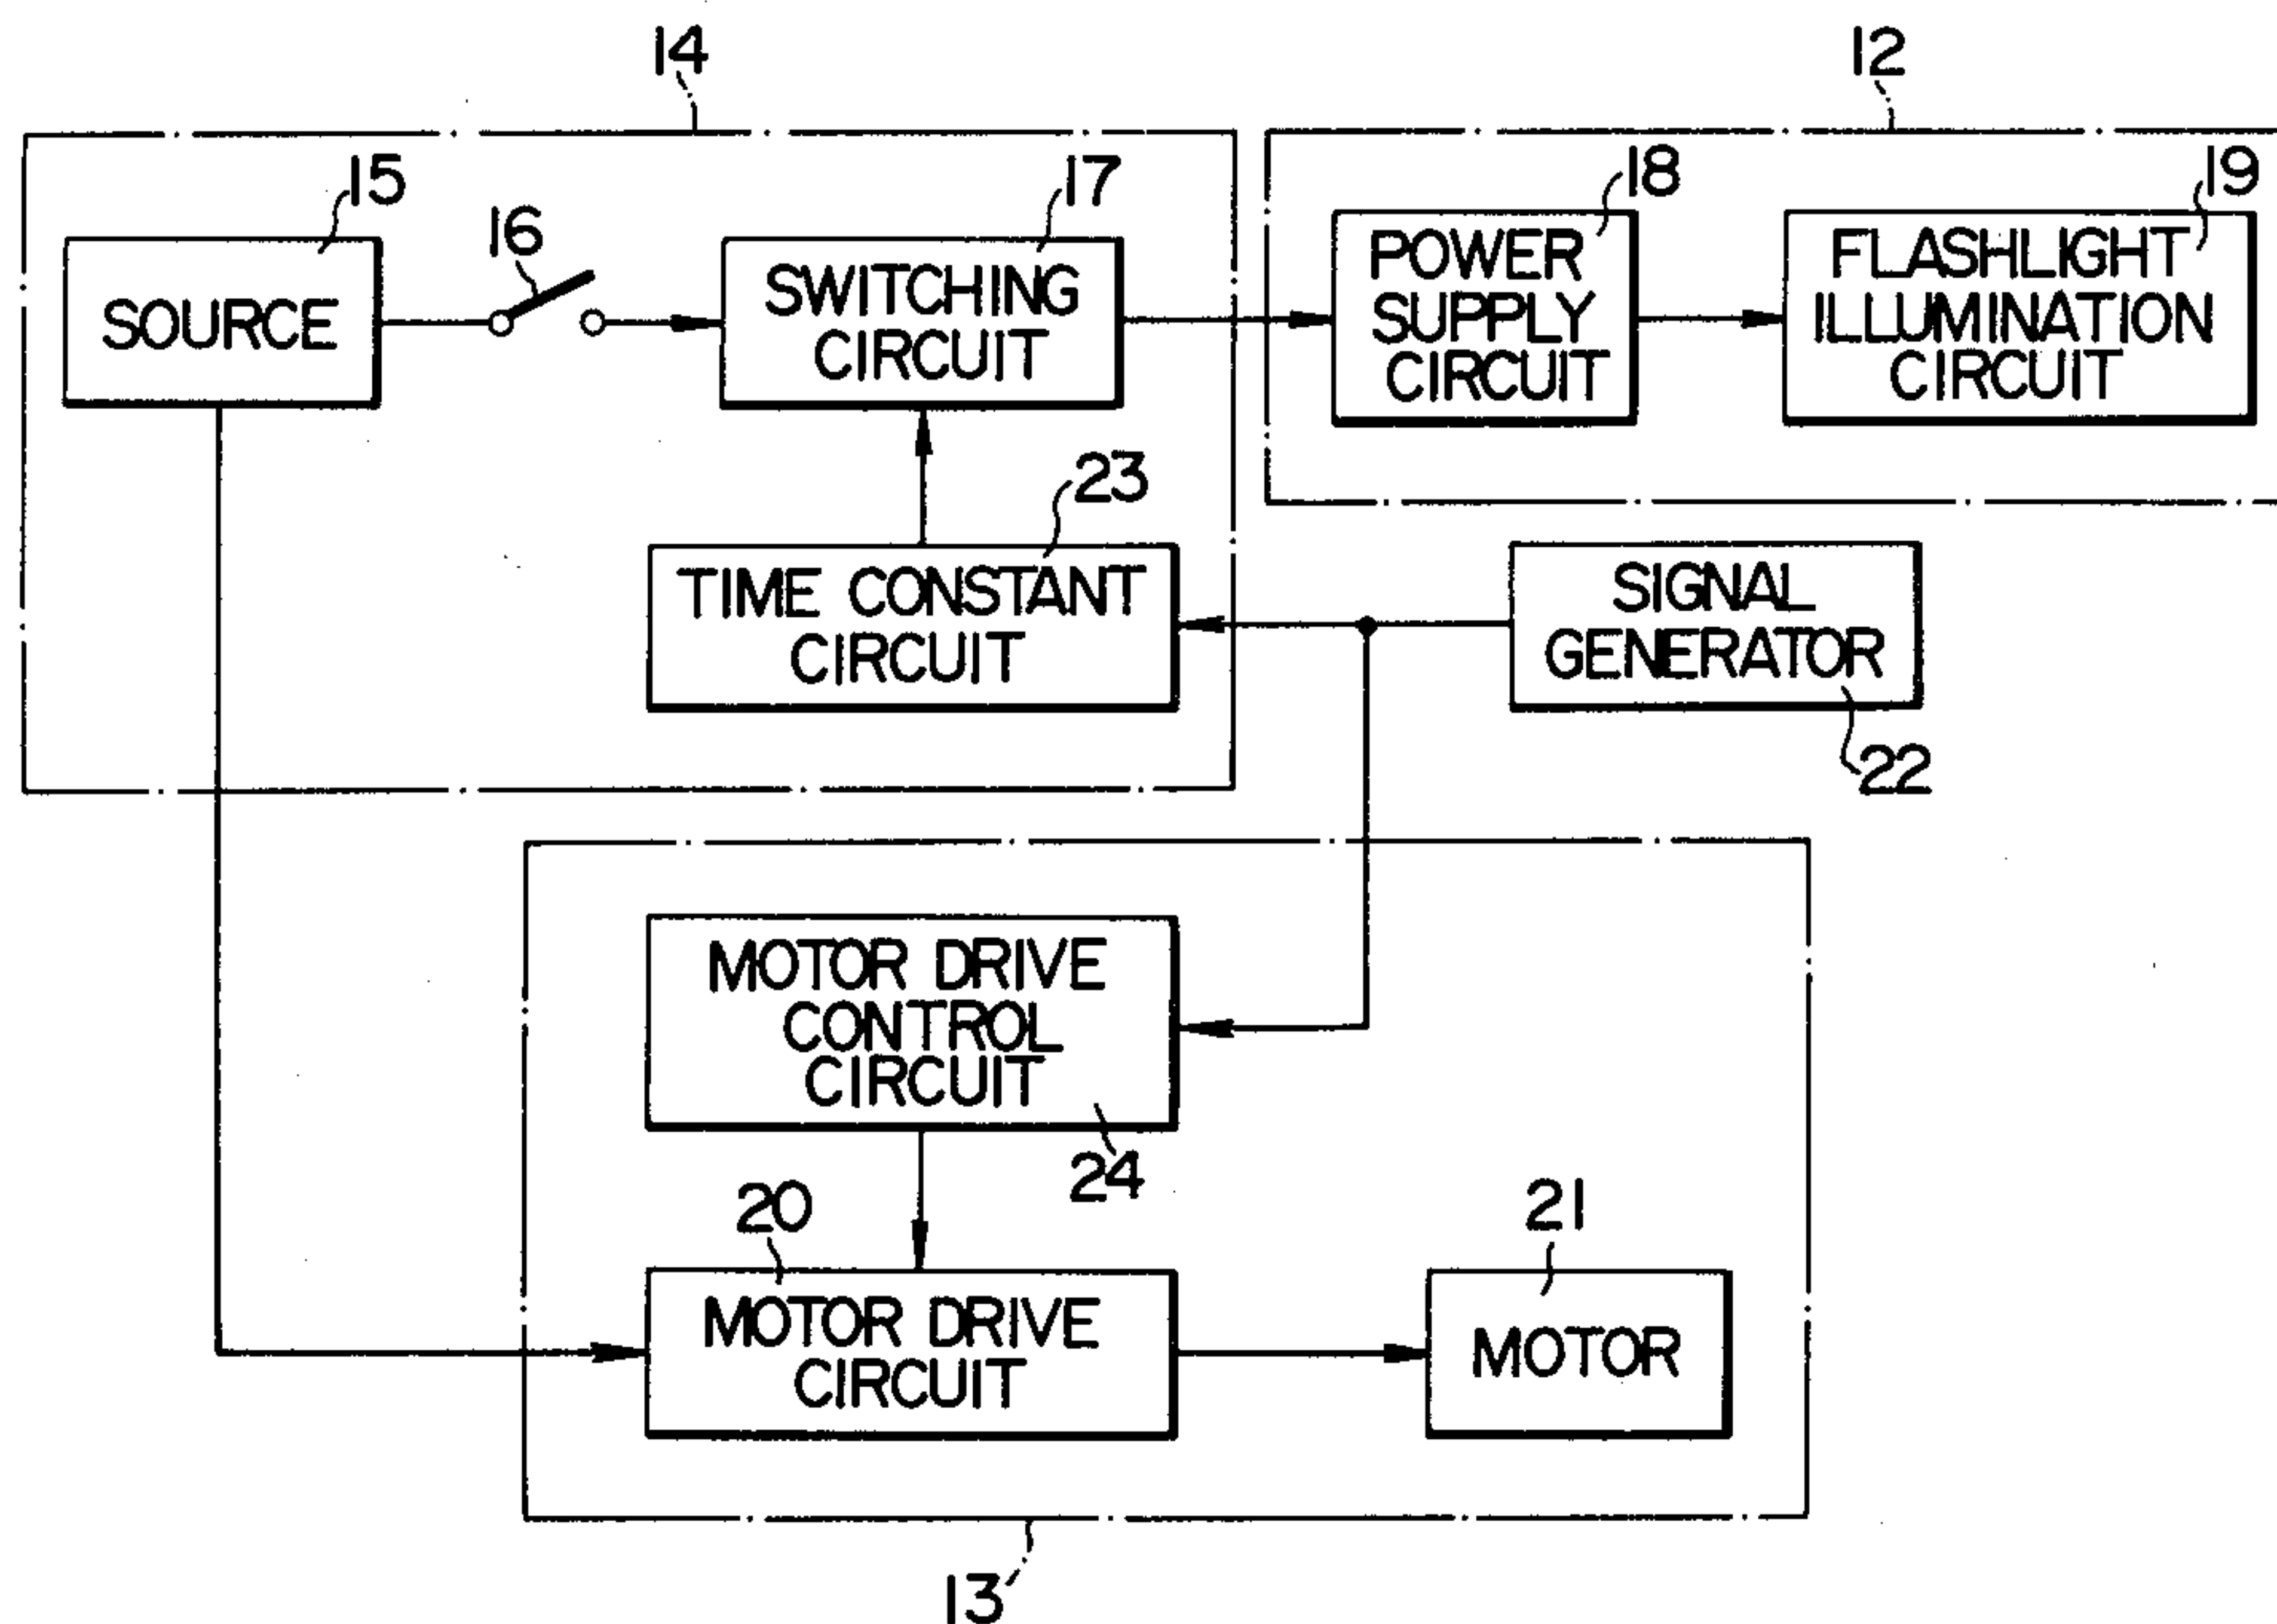 14
12
15
16
17
18
19
SOURCE
SWITCHING
CIRCUIT
POWER
SUPPLY
CIRCUIT
FLASHLIGHT
ILLUMINATION
CIRCUIT
23
TIME CONSTANT
CIRCUIT
SIGNAL
GENERATOR
22
MOTOR DRIVE
CONTROL
CIRCUIT
24
20
21
MOTOR DRIVE
CIRCUIT
MOTOR
13